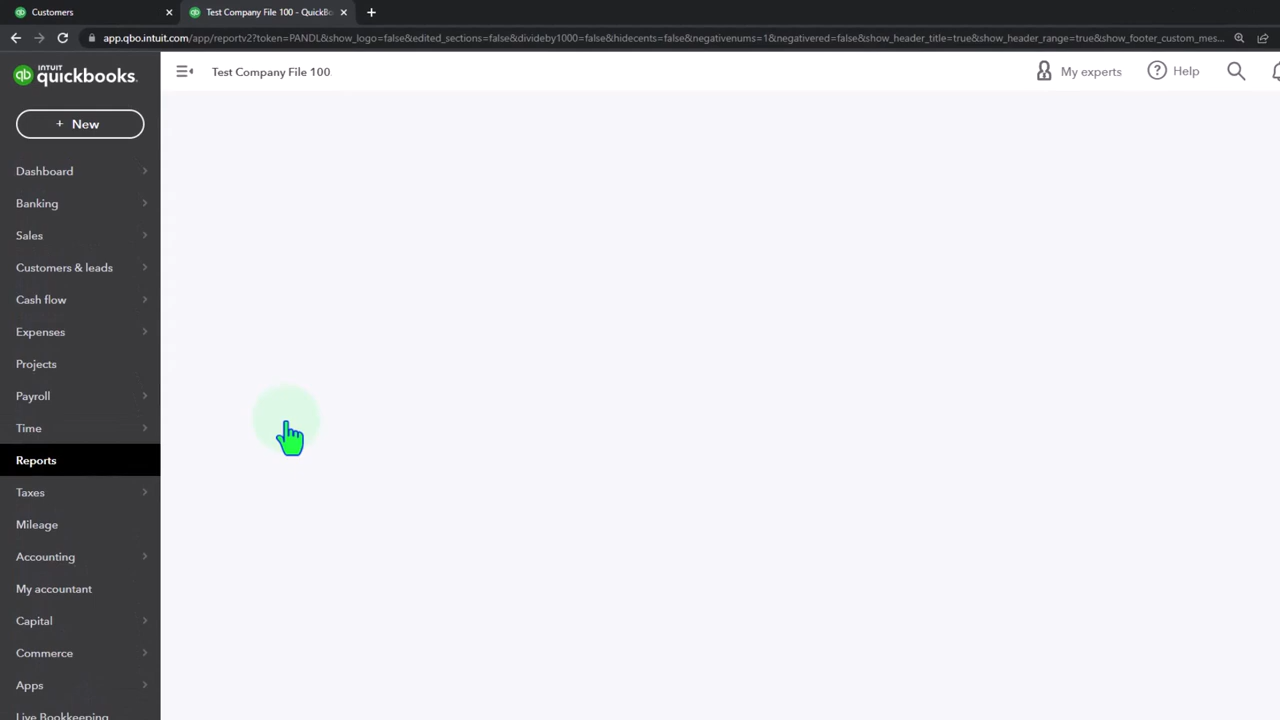 Customers
Test Company File 100 - QuickBo
app.qbo.intuit.com/app/reportv2?token=PANDL&show_logo=false&edited_sections=false&divideby1000=false&hidecents=false&negativenums=1&negativered=false&show_header_title=true&show_header_range=true&show_footer_custom_mes...
INTUIT
quickbooks.
Test Company File 100
My experts
Help
+ New
Dashboard
Banking
Sales
Customers & leads
Cash flow
Expenses
Projects
Payroll
Time
Reports
Taxes
Mileage
Accounting
My accountant
Capital
Commerce
Apps
Live Bookkeeping